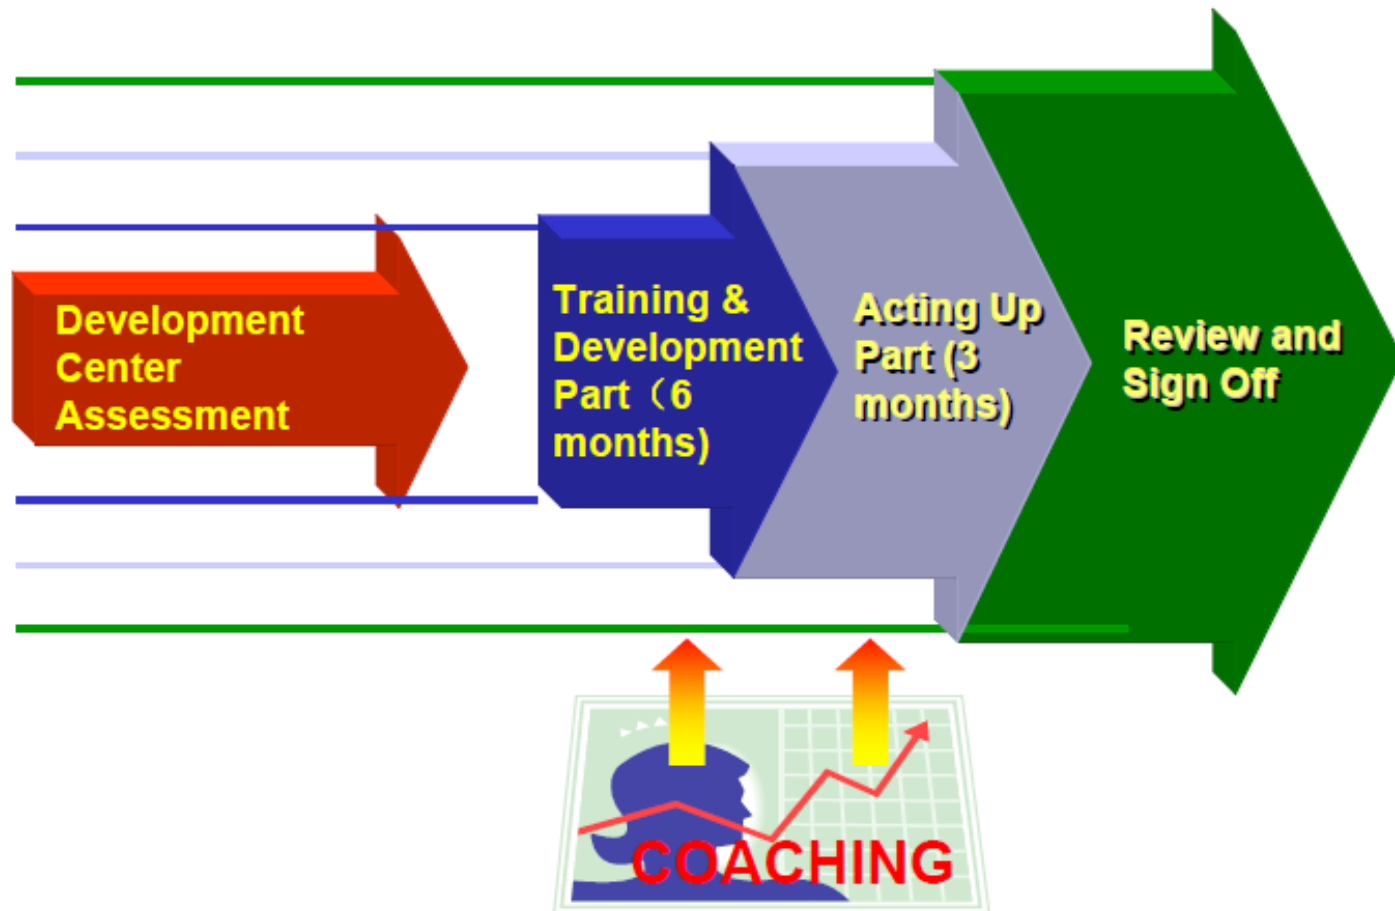 Development
Center
Assessment
Training &
Development
Part（6
months)
Acting Up
Part (3
months)
Review and
Sign Off
COACHING